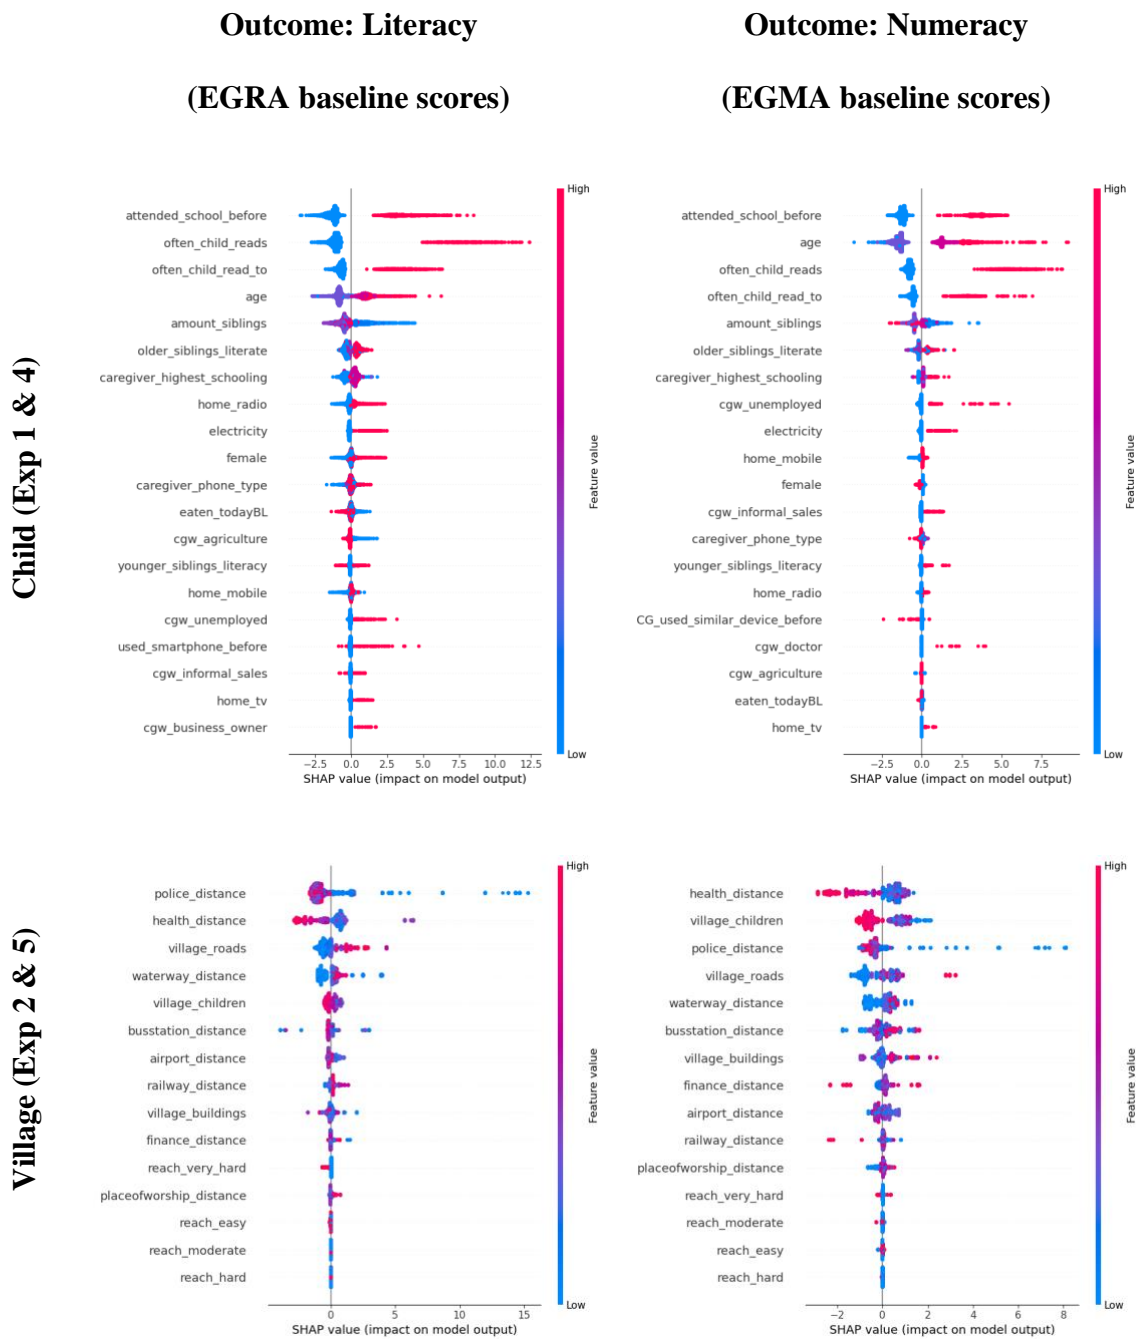 Outcome: Literacy
(EGRA baseline scores)
Outcome: Numeracy
(EGMA baseline scores)
Child (Exp 1 & 4)
attended_school_before
often_child_reads
often_child_read_to
age
amount_siblings
older_siblings_literate
caregiver_highest_schooling
home_radio
electricity
female
caregiver_phone_type
eaten_todayBL
cgw_agriculture
younger_siblings_literacy
home_mobile
cgw_unemployed
used_smartphone_before
cgw_informal_sales
home_tv
cgw_business_owner
−2.5 0.0 2.5 5.0 7.5 10.0 12.5
SHAP value (impact on model output)
High
Feature value
Low
attended_school_before
age
often_child_reads
often_child_read_to
amount_siblings
older_siblings_literate
caregiver_highest_schooling
cgw_unemployed
electricity
home_mobile
female
cgw_informal_sales
caregiver_phone_type
younger_siblings_literacy
home_radio
CG_used_similar_device_before
cgw_doctor
cgw_agriculture
eaten_todayBL
home_tv
−2.5 0.0 2.5 5.0 7.5
SHAP value (impact on model output)
High
Feature value
Low
Village (Exp 2 & 5)
police_distance
health_distance
village_roads
waterway_distance
village_children
busstation_distance
airport_distance
railway_distance
village_buildings
finance_distance
reach_very_hard
placeofworship_distance
reach_easy
reach_moderate
reach_hard
0 5 10 15
SHAP value (impact on model output)
High
Feature value
Low
health_distance
village_children
police_distance
village_roads
waterway_distance
busstation_distance
village_buildings
finance_distance
airport_distance
railway_distance
placeofworship_distance
reach_very_hard
reach_moderate
reach_easy
reach_hard
−2 0 2 4 6 8
SHAP value (impact on model output)
High
Feature value
Low